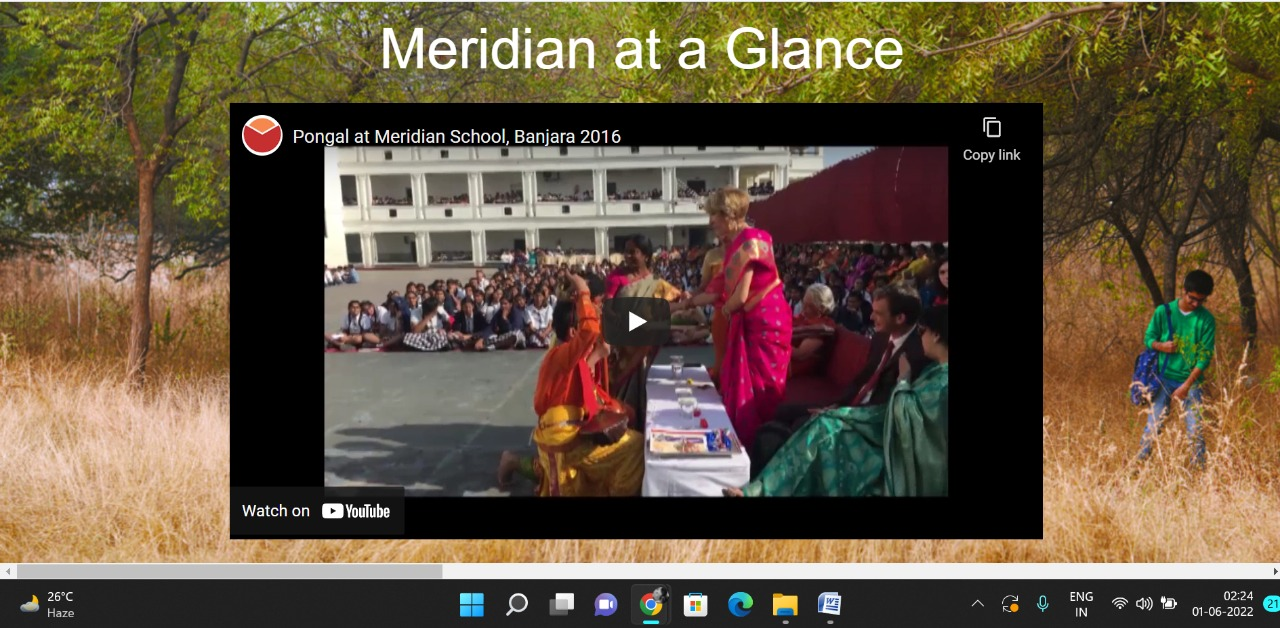 Meridian at a Glance
Pongal at Meridian School, Banjara 2016
Copy link
Watch on YouTube
26°C
Haze
ENG
IN
02:24
01-06-2022
21